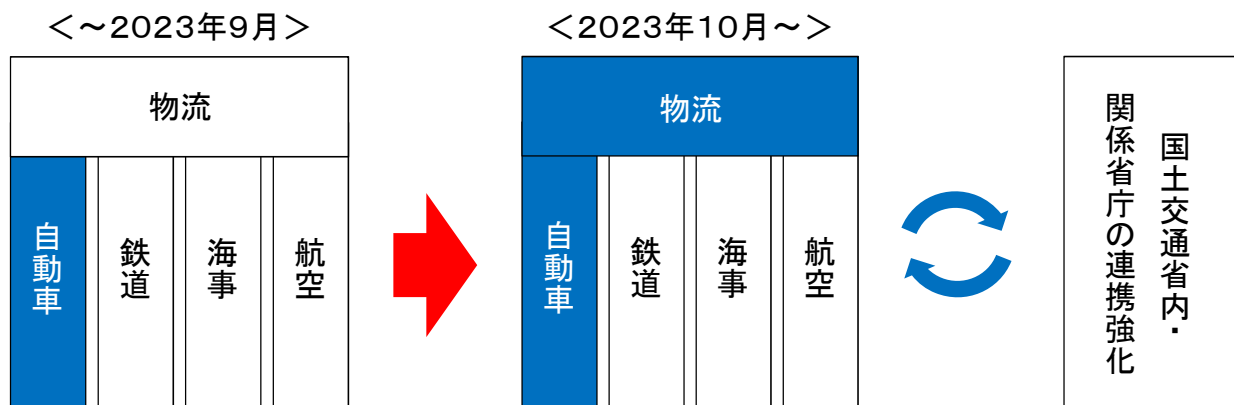 ＜～2023年9月＞
物流
自動車
鉄道
海事
航空
＜2023年10月～＞
物流
自動車
鉄道
海事
航空
国土交通省内・
関係省庁の連携強化